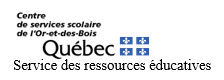 Centre
de services scolaire
de l'Or-et-des-Bois
Québec
Service des ressources éducatives